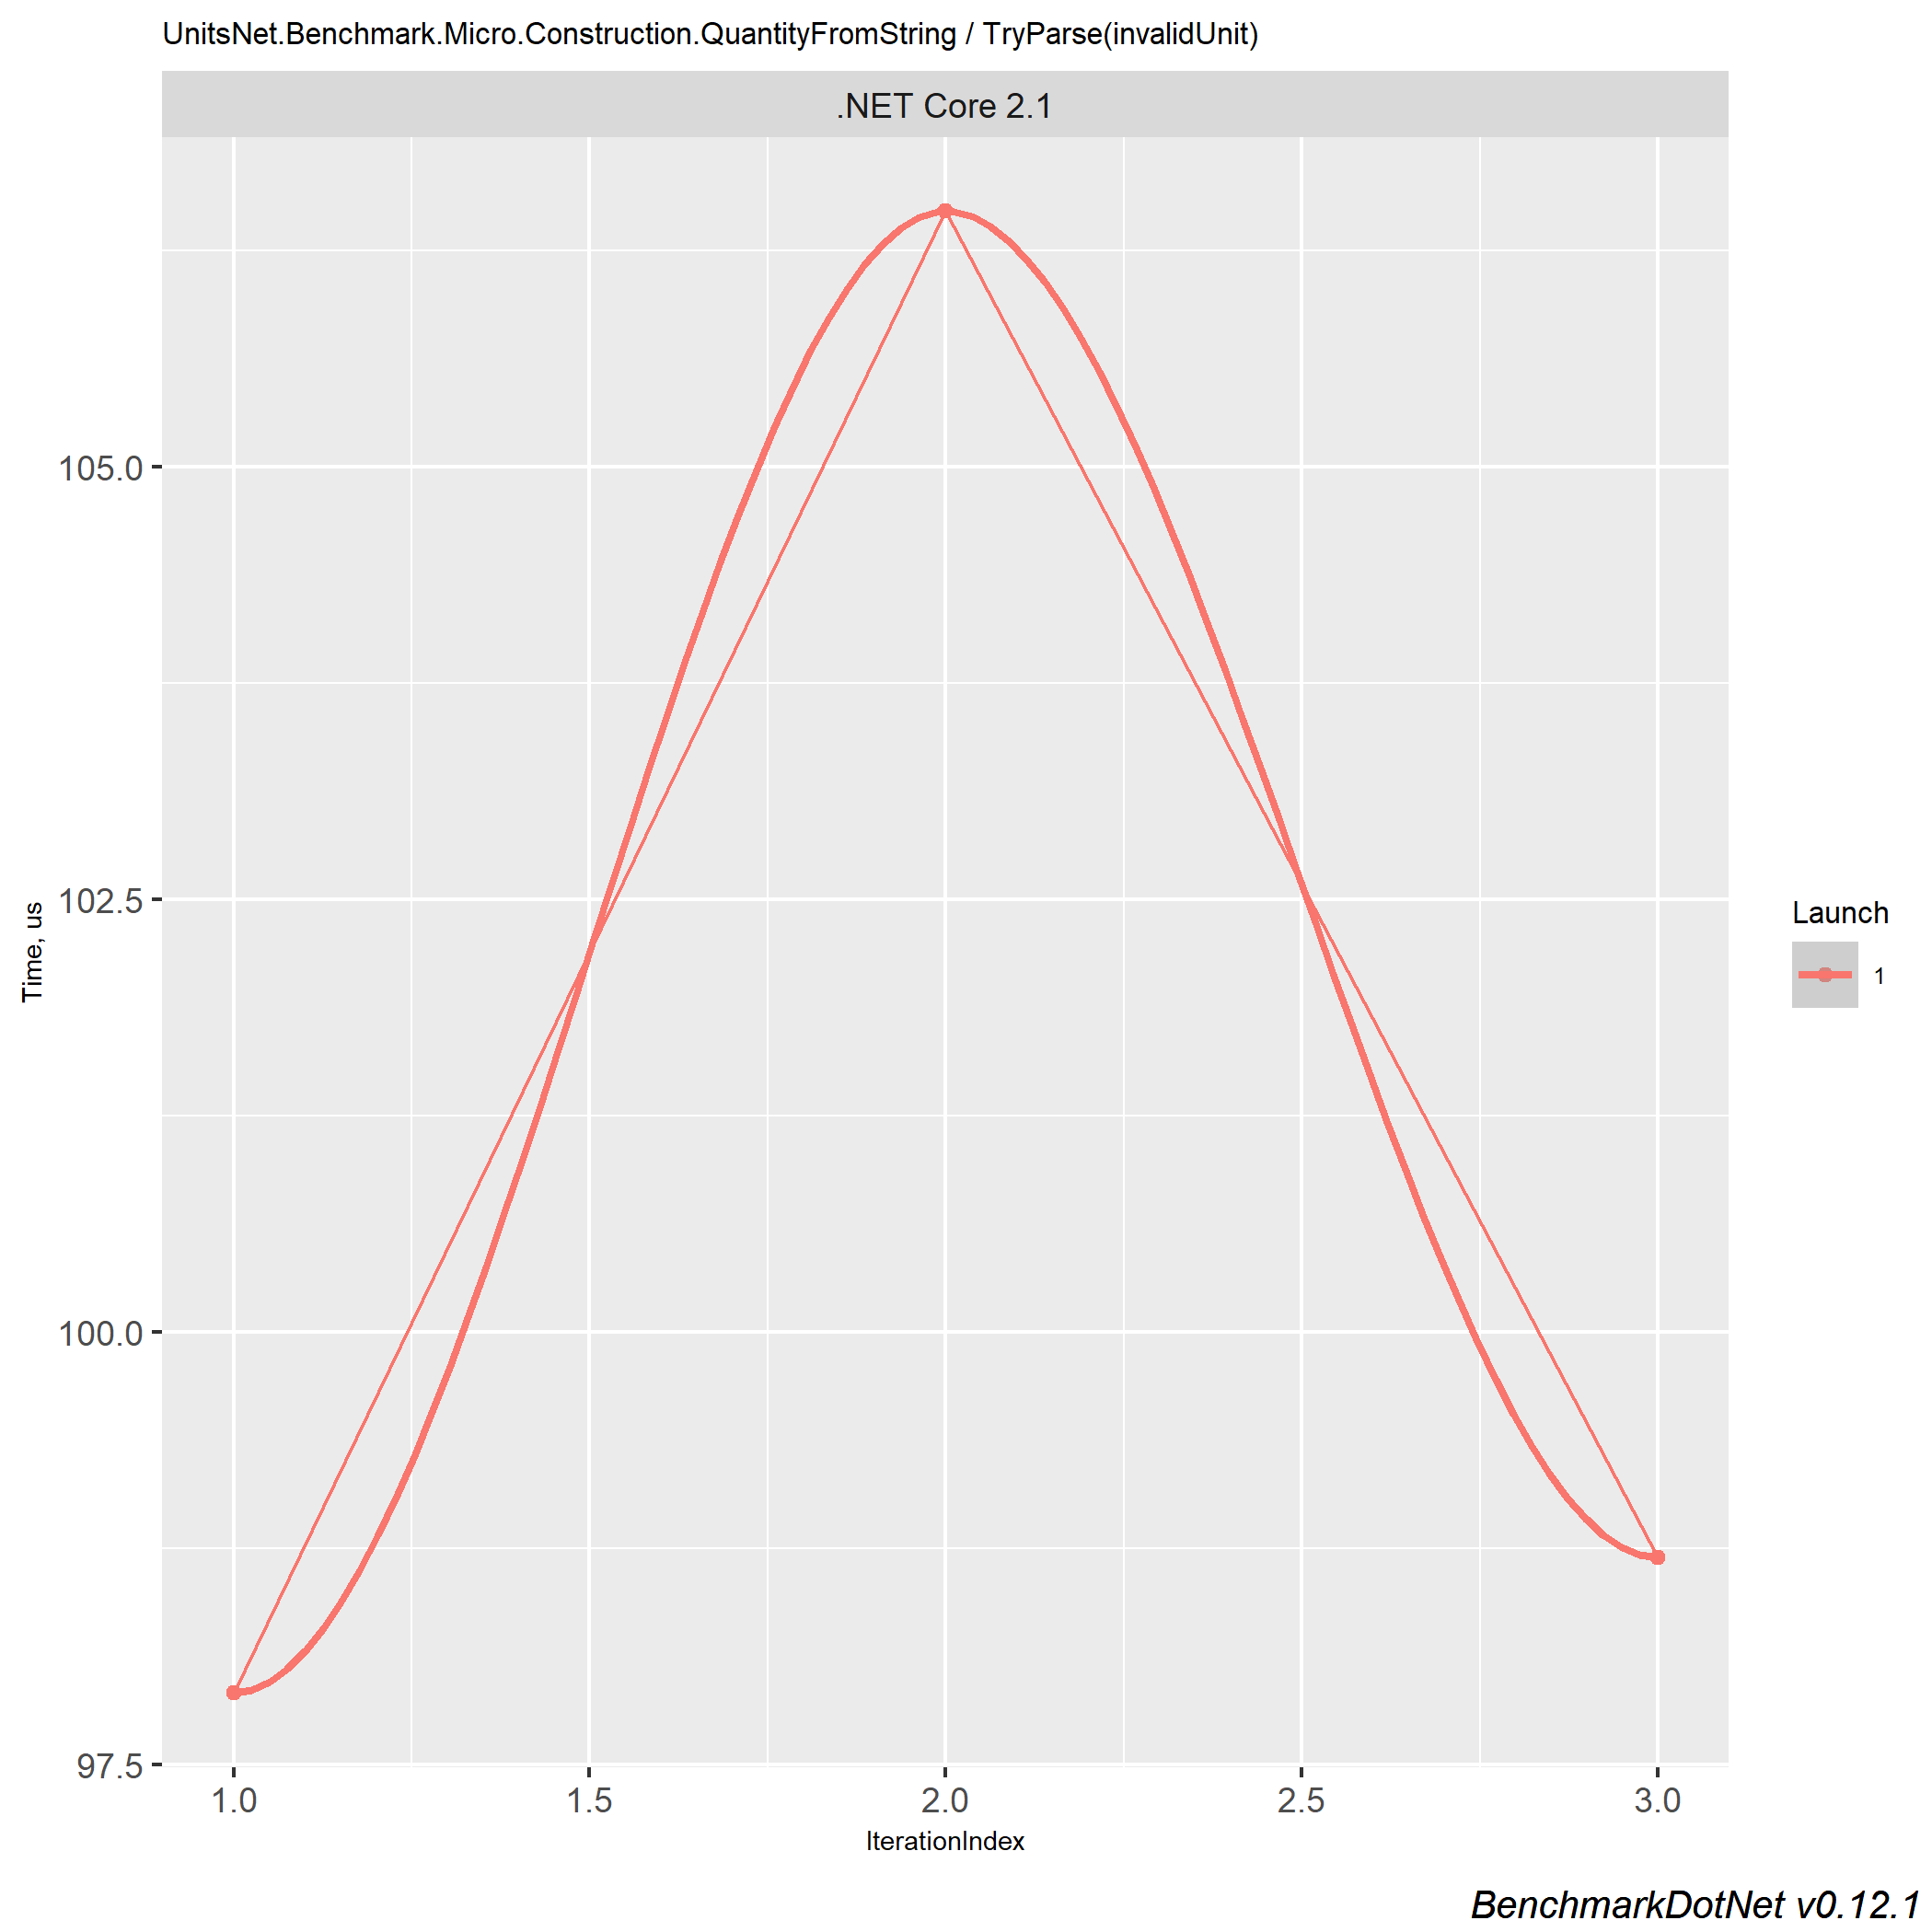 UnitsNet.Benchmark.Micro.Construction.QuantityFromString / TryParse(invalidUnit)
.NET Core 2.1
105.0
102.5
100.0
97.5
Time, us
1.0 1.5 2.0 2.5 3.0
IterationIndex
Launch
1
BenchmarkDotNet v0.12.1